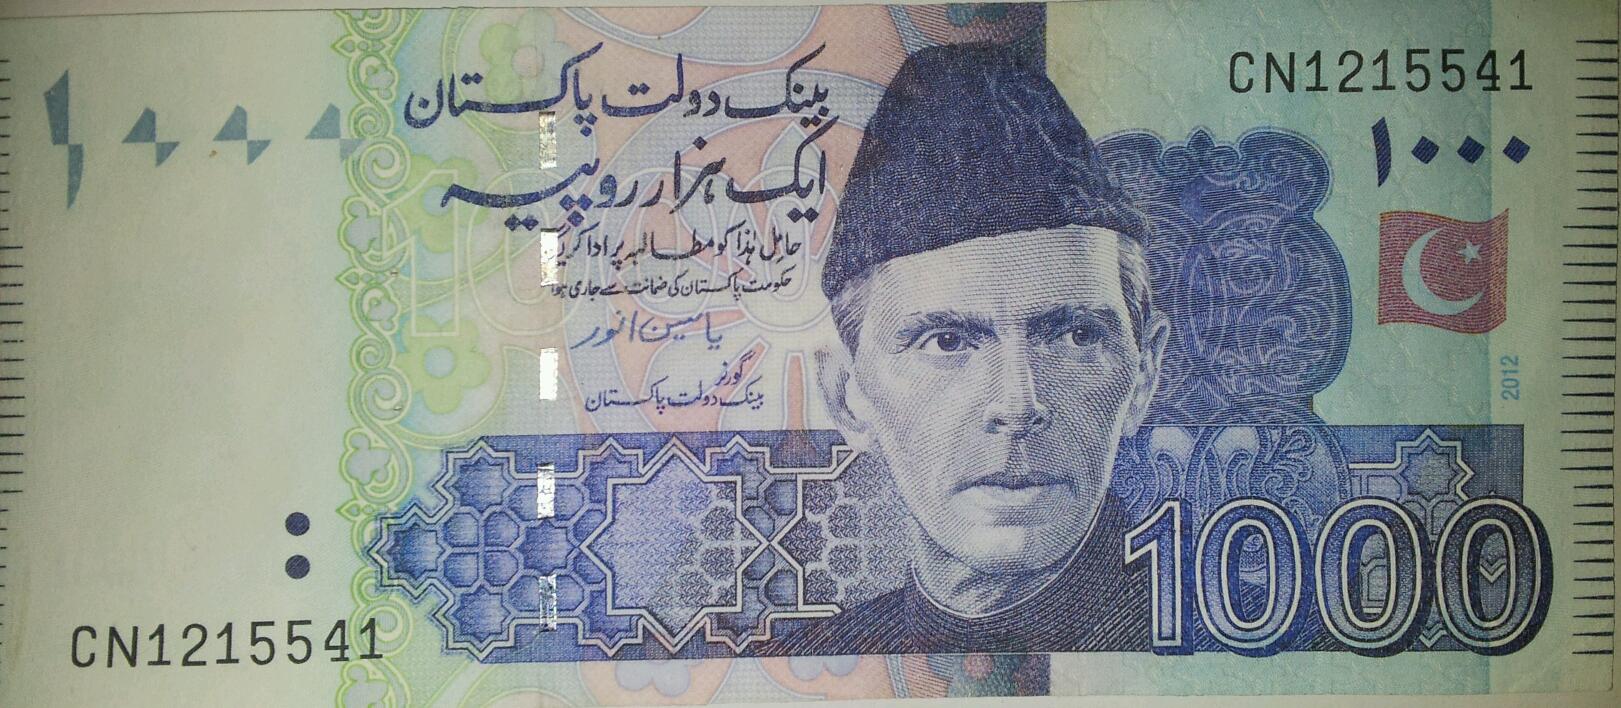 بینک دولت پاکستان
ایک ہزار روپیہ
حامل ہٰذا کو مطالبہ پر ادا کریگا
حکومت پاکستان کی ضمانت سے جاری ہوا
یاسین انور
گورنر
بینک دولت پاکستان
CN1215541
۱۰۰۰
2012
1000
CN1215541